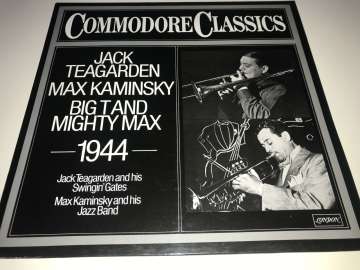 COMMODORE CLASSICS
JACK
TEAGARDEN
MAX KAMINSKY
BIG T AND
MIGHTY MAX
1944
Jack Teagarden and his
Swingin' Gates
Max Kaminsky and his
Jazz Band
LONDON